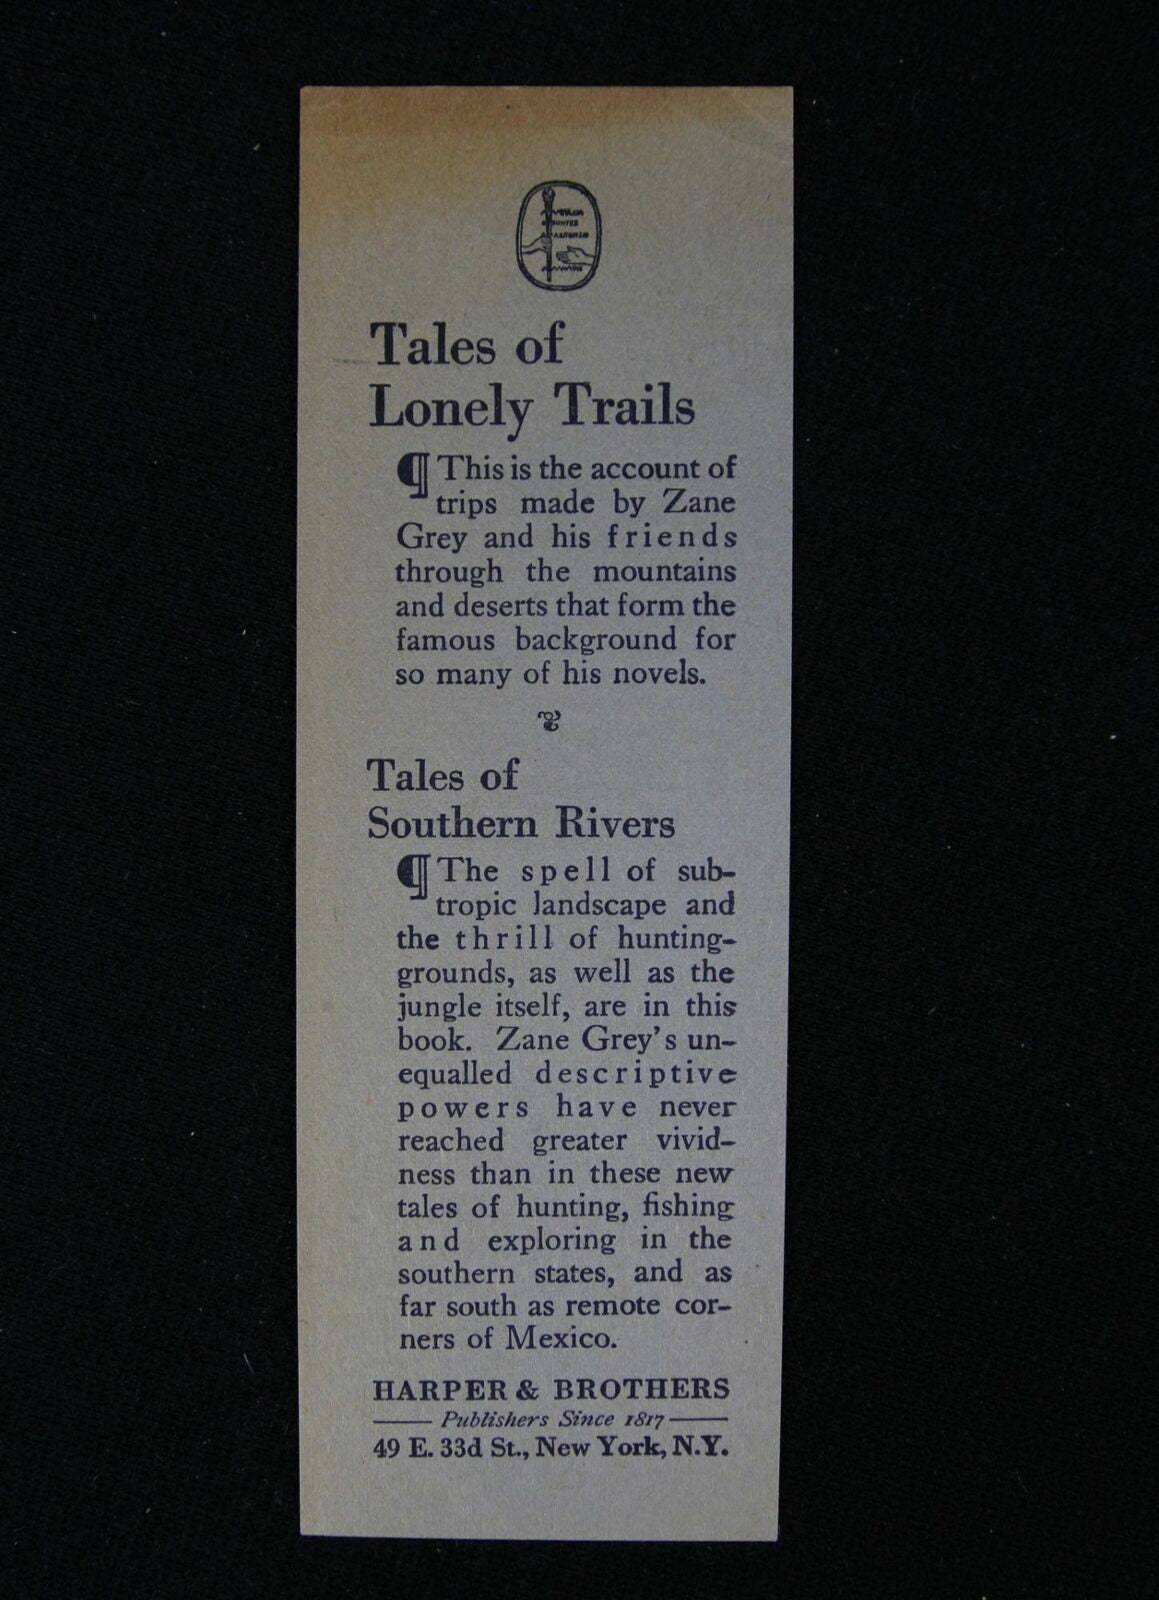 Tales of
Lonely Trails
¶ This is the account of
trips made by Zane
Grey and his friends
through the mountains
and deserts that form the
famous background for
so many of his novels.
Tales of
Southern Rivers
¶ The spell of sub-
tropic landscape and
the thrill of hunting-
grounds, as well as the
jungle itself, are in this
book. Zane Grey's un-
equalled descriptive
powers have never
reached greater vivid-
ness than in these new
tales of hunting, fishing
and exploring in the
southern states, and as
far south as remote cor-
ners of Mexico.
HARPER & BROTHERS
Publishers Since 1817
49 E. 33d St., New York, N.Y.